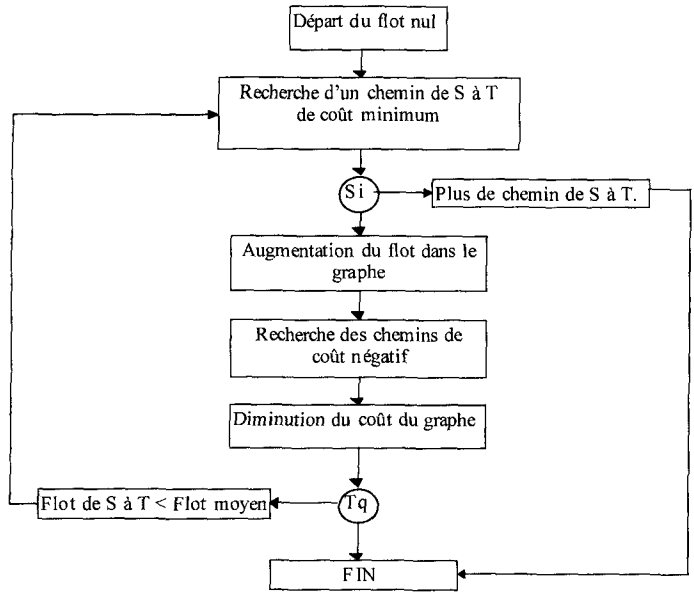 Départ du flot nul
Recherche d'un chemin de S à T
de coût minimum
Si
Plus de chemin de S à T.
Augmentation du flot dans le
graphe
Recherche des chemins de
coût négatif
Diminution du coût du graphe
Flot de S à T < Flot moyen
Tq
FIN